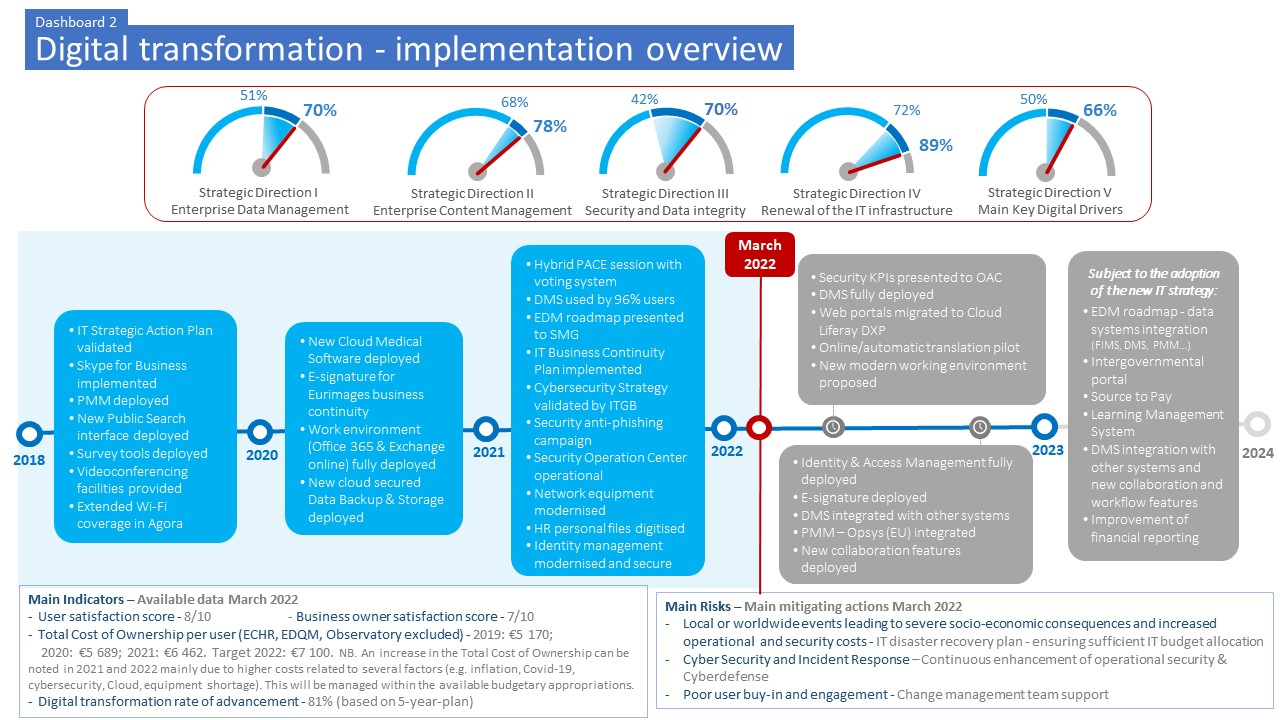 Dashboard 2
Digital transformation - implementation overview
51%
70%
Strategic Direction I
Enterprise Data Management
68%
78%
Strategic Direction II
Enterprise Content Management
42%
70%
Strategic Direction III
Security and Data integrity
72%
89%
Strategic Direction IV
Renewal of the IT infrastructure
50%
66%
Strategic Direction V
Main Key Digital Drivers
2018
• IT Strategic Action Plan
validated
• Skype for Business
implemented
• PMM deployed
• New Public Search
interface deployed
• Survey tools deployed
• Videoconferencing
facilities provided
• Extended Wi-Fi
coverage in Agora
2020
• New Cloud Medical
Software deployed
• E-signature for
Eurimages business
continuity
• Work environment
(Office 365 & Exchange
online) fully deployed
• New cloud secured
Data Backup & Storage
deployed
2021
• Hybrid PACE session with
voting system
• DMS used by 96% users
• EDM roadmap presented
to SMG
• IT Business Continuity
Plan implemented
• Cybersecurity Strategy
validated by ITGB
• Security anti-phishing
campaign
• Security Operation Center
operational
• Network equipment
modernised
• HR personal files digitised
• Identity management
modernised and secure
2022
March
2022
• Security KPIs presented to OAC
• DMS fully deployed
• Web portals migrated to Cloud
Liferay DXP
• Online/automatic translation pilot
• New modern working environment
proposed
• Identity & Access Management fully
deployed
• E-signature deployed
• DMS integrated with other systems
• PMM – Opsys (EU) integrated
• New collaboration features
deployed
2023
Subject to the adoption
of the new IT strategy:
• EDM roadmap - data
systems integration
(FIMS, DMS, PMM...)
• Intergovernmental
portal
• Source to Pay
• Learning Management
System
• DMS integration with
other systems and
new collaboration and
workflow features
• Improvement of
financial reporting
2024
Main Indicators – Available data March 2022
- User satisfaction score - 8/10 - Business owner satisfaction score - 7/10
- Total Cost of Ownership per user (ECHR, EDQM, Observatory excluded) - 2019: €5 170;
2020: €5 689; 2021: €6 462. Target 2022: €7 100. NB. An increase in the Total Cost of Ownership can be
noted in 2021 and 2022 mainly due to higher costs related to several factors (e.g. inflation, Covid-19,
cybersecurity, Cloud, equipment shortage). This will be managed within the available budgetary appropriations.
- Digital transformation rate of advancement - 81% (based on 5-year-plan)
Main Risks – Main mitigating actions March 2022
- Local or worldwide events leading to severe socio-economic consequences and increased
operational and security costs - IT disaster recovery plan - ensuring sufficient IT budget allocation
- Cyber Security and Incident Response – Continuous enhancement of operational security &
Cyberdefense
- Poor user buy-in and engagement - Change management team support